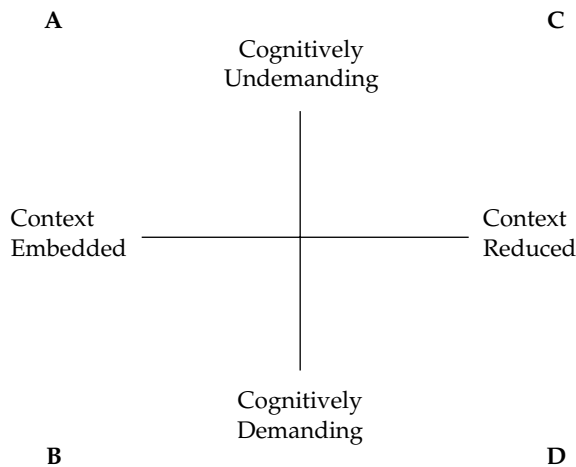 A
C
Cognitively
Undemanding
Context
Embedded
Context
Reduced
Cognitively
Demanding
B
D